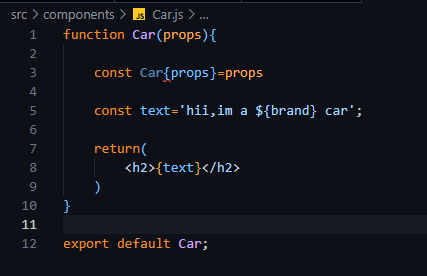 src > components > JS Car.js > ...
1 function Car(props){
2
3 const Car{props}=props
4
5 const text='hii,im a ${brand} car';
6
7 return(
8 <h2>{text}</h2>
9 )
10 }
11
12 export default Car;